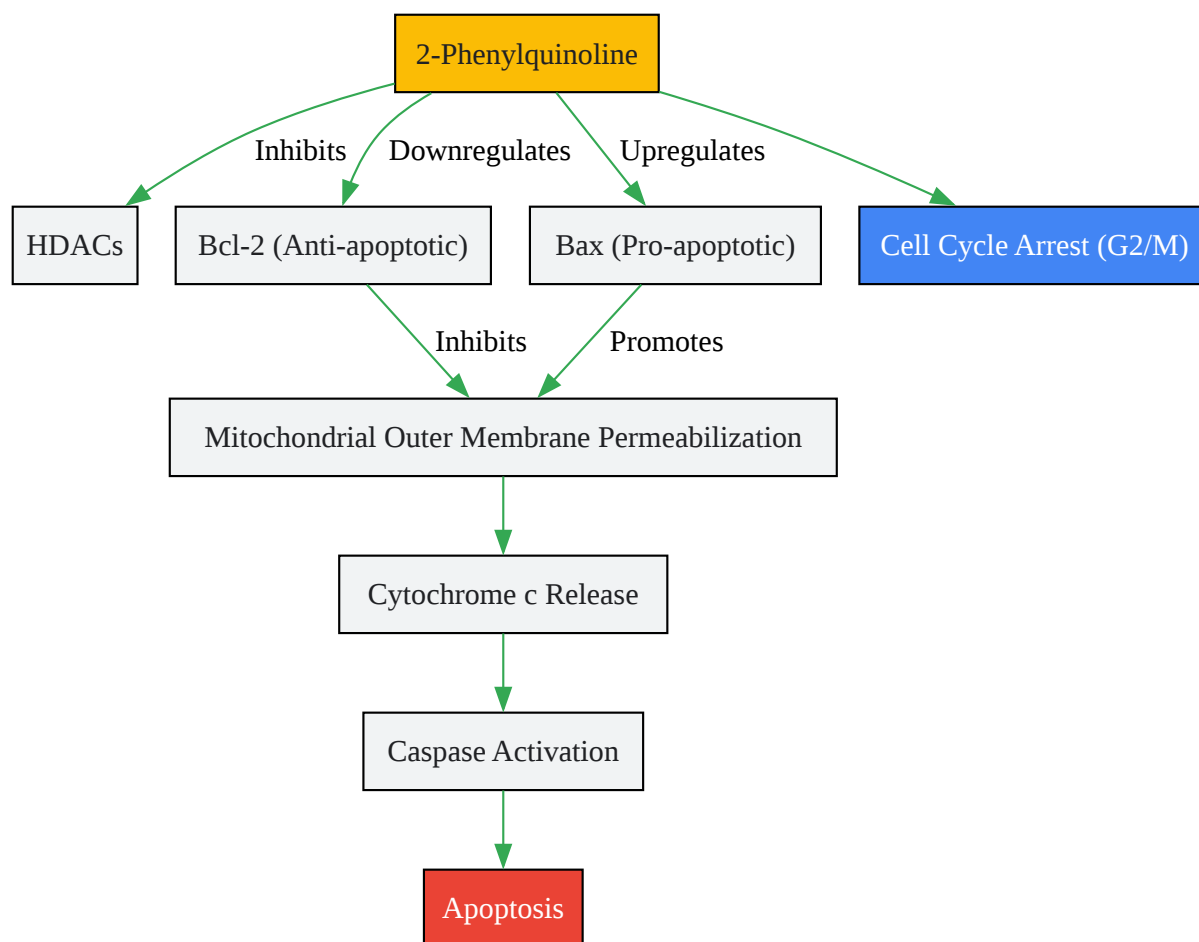 2-Phenylquinoline
Inhibits
Downregulates
Upregulates
HDACs
Bcl-2 (Anti-apoptotic)
Bax (Pro-apoptotic)
Cell Cycle Arrest (G2/M)
Inhibits
Promotes
Mitochondrial Outer Membrane Permeabilization
Cytochrome c Release
Caspase Activation
Apoptosis